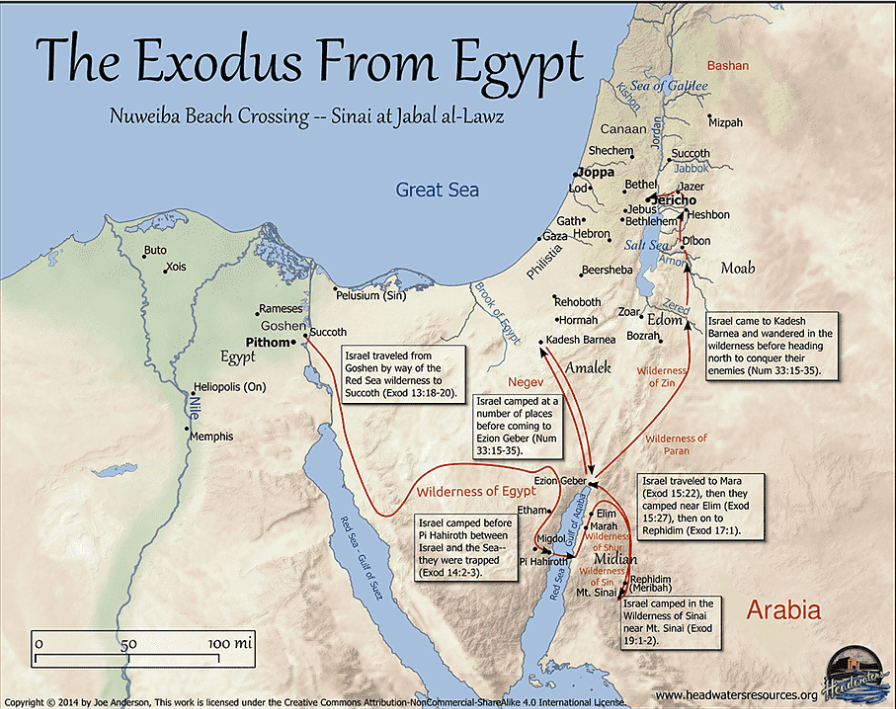 The Exodus From Egypt
Nuweiba Beach Crossing -- Sinai at Jabal al-Lawz
Bashan
Sea of Galilee
Kishon
Mizpah
Canaan
Jordan
Shechem
Succoth
Jabbok
Joppa
Lod
Bethel
Jazer
Jericho
Great Sea
Jebus
Heshbon
Gath
Bethlehem
Hebron
Gaza
Philistia
Salt Sea
Dibon
Arnon
Moab
Buto
Xois
Beersheba
Pelusium (Sin)
Brook of Egypt
Rehoboth
Zered
Rameses
Hormah
Zoar
Edom
Goshen
Succoth
Pithom
Kadesh Barnea
Bozrah
Egypt
Israel came to Kadesh
Barnea and wandered in the
wilderness before heading
north to conquer their
enemies (Num 33:15-35).
Israel traveled from
Goshen by way of the
Red Sea wilderness to
Succoth (Exod 13:18-20).
Amalek
Negev
Wilderness
of Zin
Heliopolis (On)
Nile
Memphis
Israel camped at a
number of places
before coming to
Ezion Geber (Num
33:15-35).
Wilderness of
Paran
Ezion Geber
Wilderness of Egypt
Israel traveled to Mara
(Exod 15:22), then they
camped near Elim (Exod
15:27), then on to
Rephidim (Exod 17:1).
Etham
Gulf of Aqaba
Elim
Marah
Israel camped before
Pi Hahiroth between
Israel and the Sea--
they were trapped
(Exod 14:2-3).
Migdol
Wilderness
of Shur
Pi Hahiroth
Midian
Red Sea - Gulf of Suez
Red Sea
Wilderness
of Sin
Rephidim
(Meribah)
Mt. Sinai
Israel camped in the
Wilderness of Sinai
near Mt. Sinai (Exod
19:1-2).
Arabia
0 50 100 mi
Headwaters
www.headwatersresources.org
Copyright © 2014 by Joe Anderson, This work is licensed under the Creative Commons Attribution-NonCommercial-ShareAlike 4.0 International License.